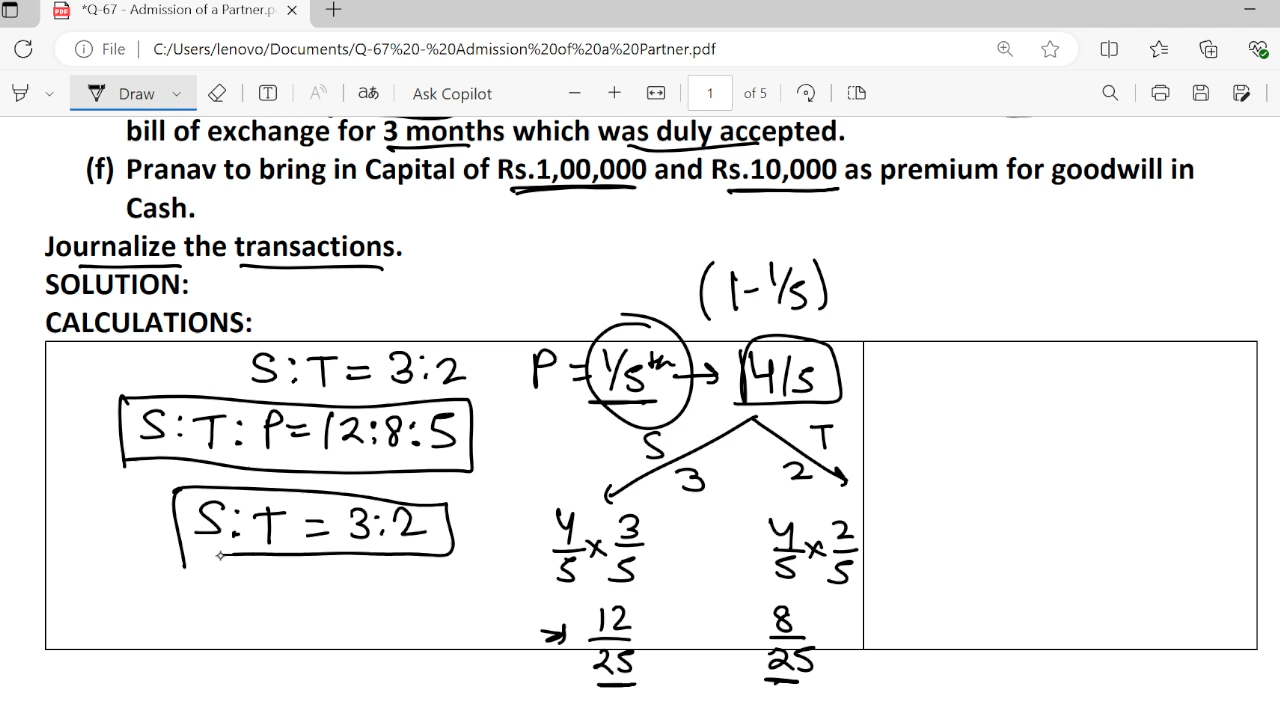 *Q-67 - Admission of a Partner.p
File C:/Users/lenovo/Documents/Q-67%20-%20Admission%20of%20a%20Partner.pdf
Draw Ask Copilot 1 of 5
bill of exchange for 3 months which was duly accepted.
(f) Pranav to bring in Capital of Rs.1,00,000 and Rs.10,000 as premium for goodwill in
Cash.
Journalize the transactions.
SOLUTION:
CALCULATIONS:
(1-1/5)
S:T=3:2
P=1/5th→ 4/5
S:T:P=12:8:5
S T
3 2
S:T=3:2
4/5×3/5
4/5×2/5
→ 12/25
8/25